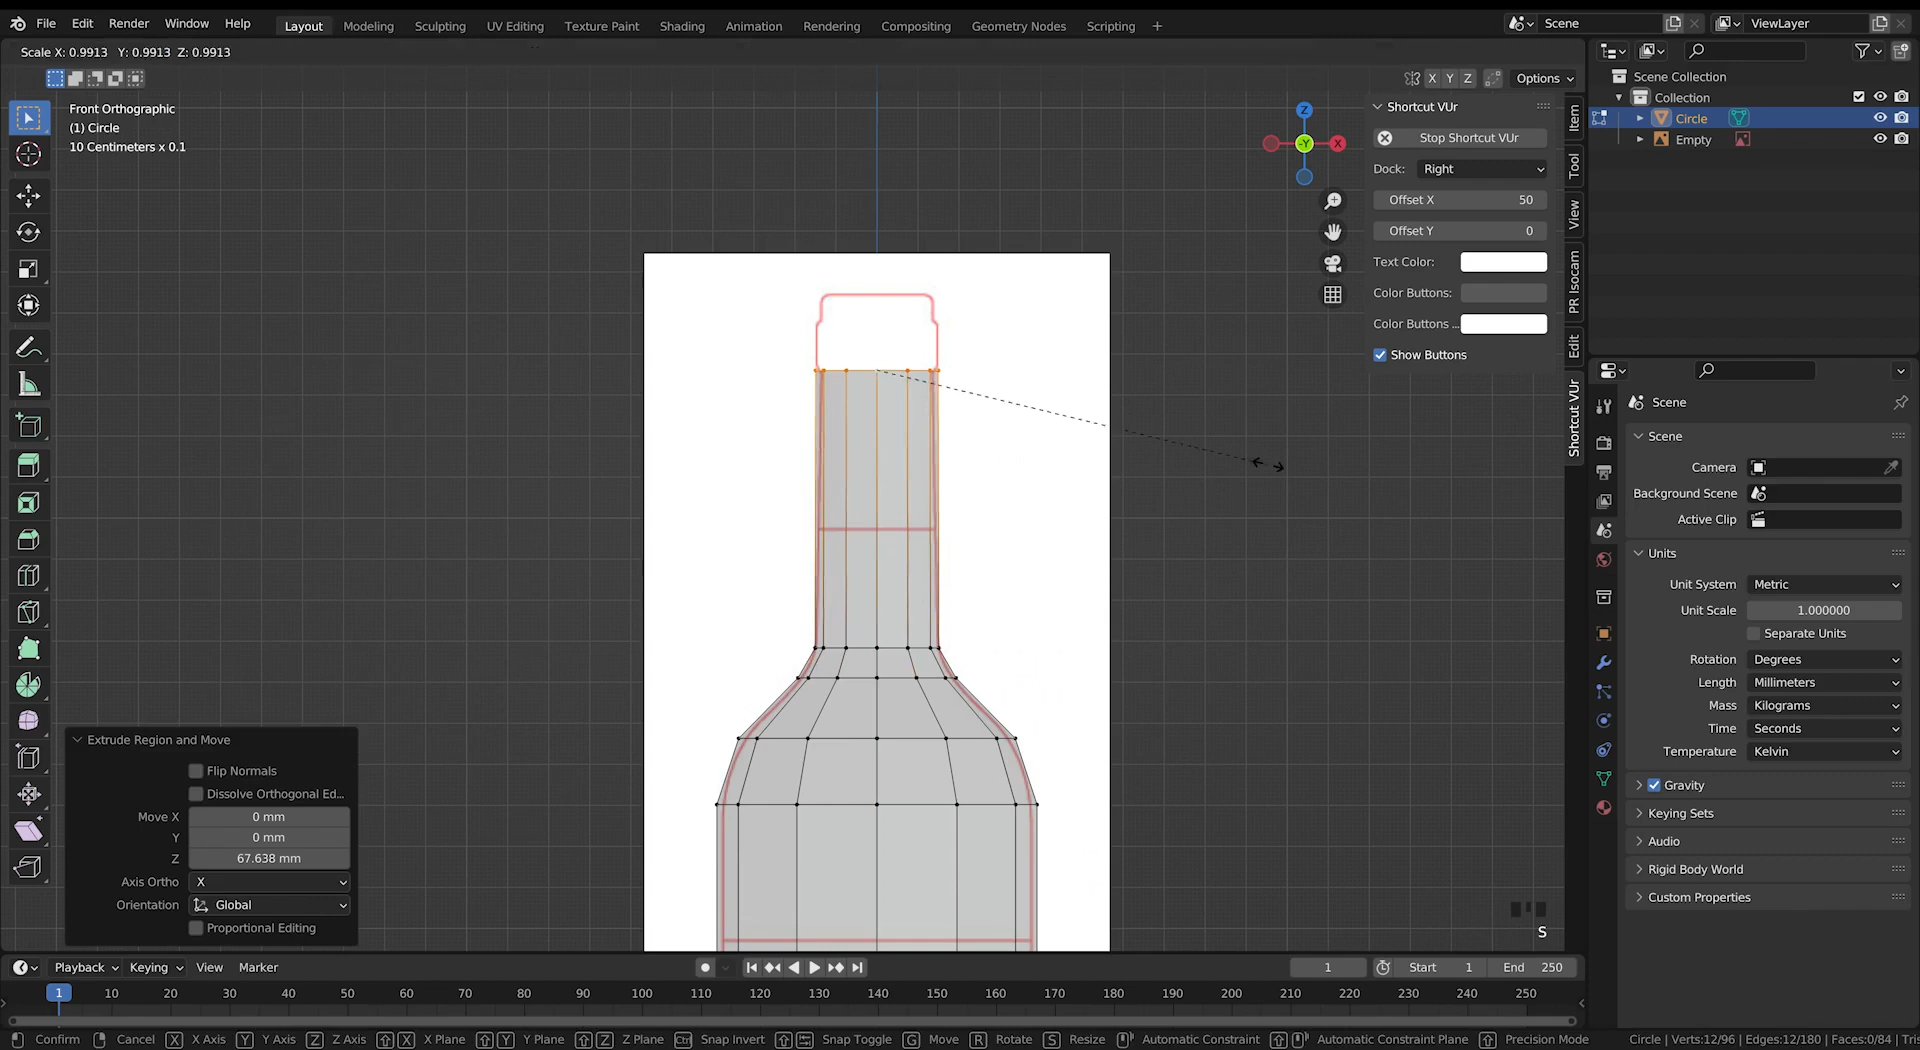 File Edit Render Window Help
Layout Modeling Sculpting UV Editing Texture Paint Shading Animation Rendering Compositing Geometry Nodes Scripting +
Scene
ViewLayer
Scale X: 0.9913 Y: 0.9913 Z: 0.9913
X Y Z
Options
Front Orthographic
(1) Circle
10 Centimeters x 0.1
Z
-Y
X
Shortcut VUr
Stop Shortcut VUr
Dock: Right
Offset X 50
Offset Y 0
Text Color:
Color Buttons:
Color Buttons ...
Show Buttons
Item
Tool
View
PR Isocam
Edit
Shortcut VUr
Scene Collection
Collection
Circle
Empty
Scene
Scene
Camera
Background Scene
Active Clip
Units
Unit System Metric
Unit Scale 1.000000
Separate Units
Rotation Degrees
Length Millimeters
Mass Kilograms
Time Seconds
Temperature Kelvin
Gravity
Keying Sets
Audio
Rigid Body World
Custom Properties
Extrude Region and Move
Flip Normals
Dissolve Orthogonal Ed...
Move X 0 mm
Y 0 mm
Z 67.638 mm
Axis Ortho X
Orientation Global
Proportional Editing
S
Playback Keying View Marker
1 Start 1 End 250
1 10 20 30 40 50 60 70 80 90 100 110 120 130 140 150 160 170 180 190 200 210 220 230 240 250
Confirm Cancel X X Axis Y Y Axis Z Z Axis X X Plane Y Y Plane Z Z Plane Ctrl Snap Invert Snap Toggle G Move R Rotate S Resize Automatic Constraint Automatic Constraint Plane Precision Mode
Circle | Verts:12/96 | Edges:12/180 | Faces:0/84 | Tris